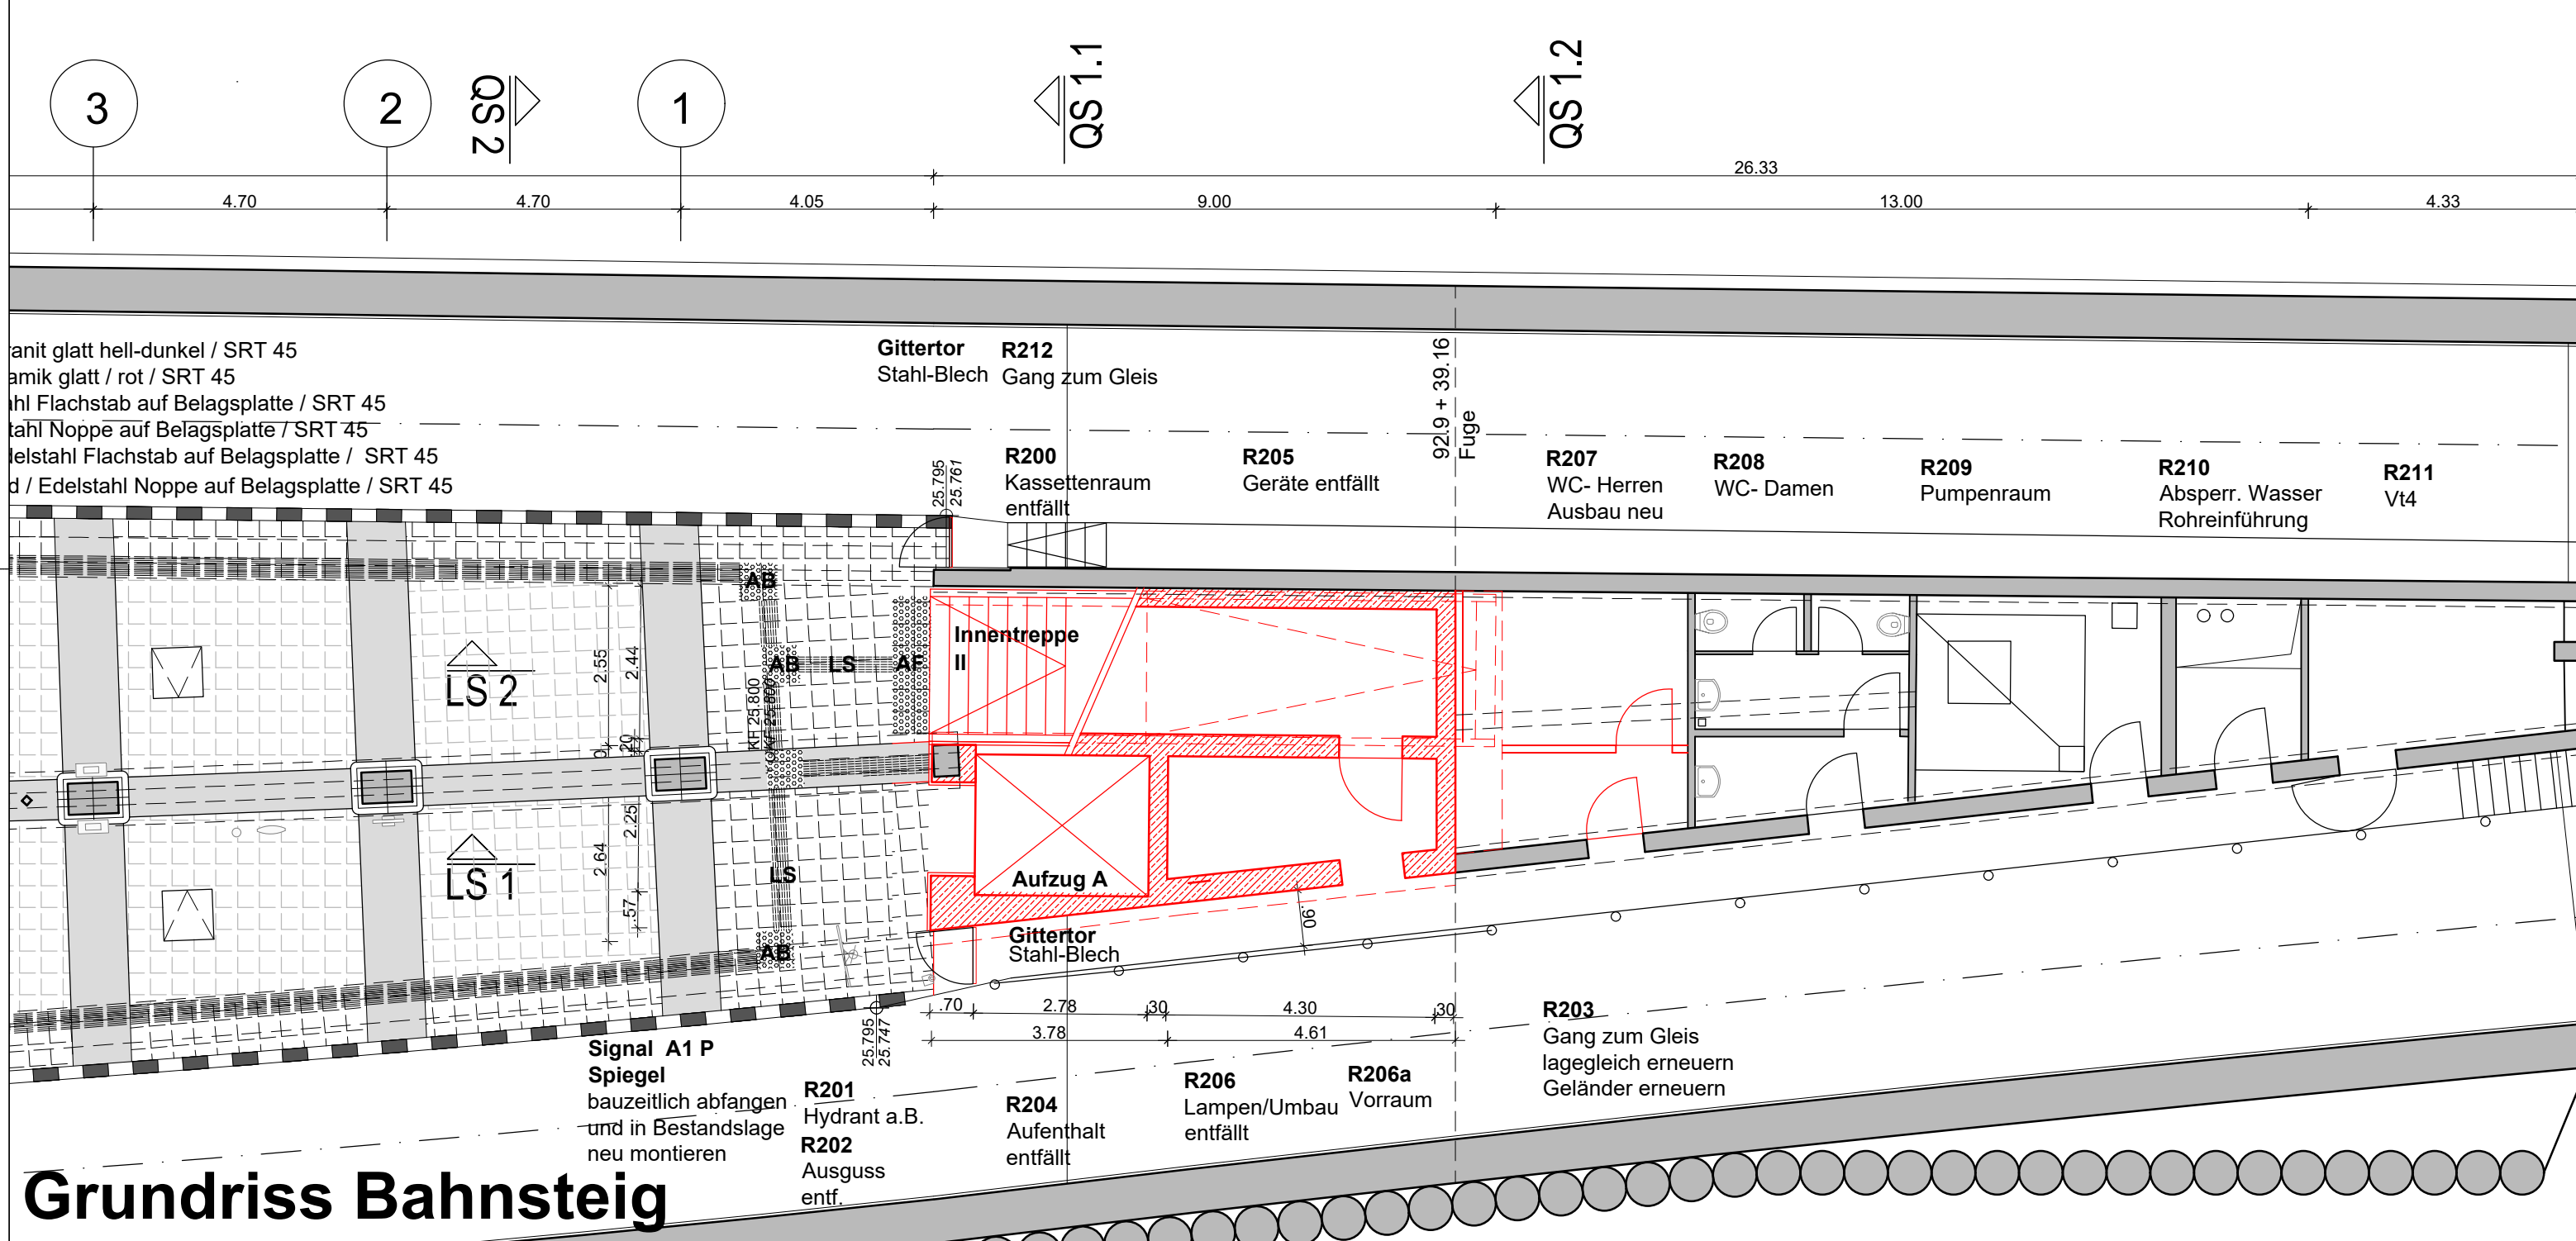 3
2
QS 2
1
QS 1.1
QS 1.2
26.33
4.70
4.70
4.05
9.00
13.00
4.33
anit glatt hell-dunkel / SRT 45
amik glatt / rot / SRT 45
hl Flachstab auf Belagsplatte / SRT 45
tahl Noppe auf Belagsplatte / SRT 45
delstahl Flachstab auf Belagsplatte / SRT 45
d / Edelstahl Noppe auf Belagsplatte / SRT 45
Gittertor
Stahl-Blech
R212
Gang zum Gleis
92.9 + 39.16
Fuge
R200
Kassettenraum
entfällt
R205
Geräte entfällt
R207
WC- Herren
Ausbau neu
R208
WC- Damen
R209
Pumpenraum
R210
Absperr. Wasser
Rohreinführung
R211
Vt4
25.795
25.761
AB
AB
LS
AF
Innentreppe
II
2.55
2.44
LS 2
KF 25.800
KF 25.800
20
2.25
2.64
LS 1
.57
LS
AB
Aufzug A
.90
Gittertor
Stahl-Blech
.70
2.78
30
4.30
30
3.78
4.61
25.795
25.747
Signal A1 P
Spiegel
bauzeitlich abfangen
und in Bestandslage
neu montieren
R201
Hydrant a.B.
R202
Ausguss
entf.
R204
Aufenthalt
entfällt
R206
Lampen/Umbau
entfällt
R206a
Vorraum
R203
Gang zum Gleis
lagegleich erneuern
Geländer erneuern
Grundriss Bahnsteig